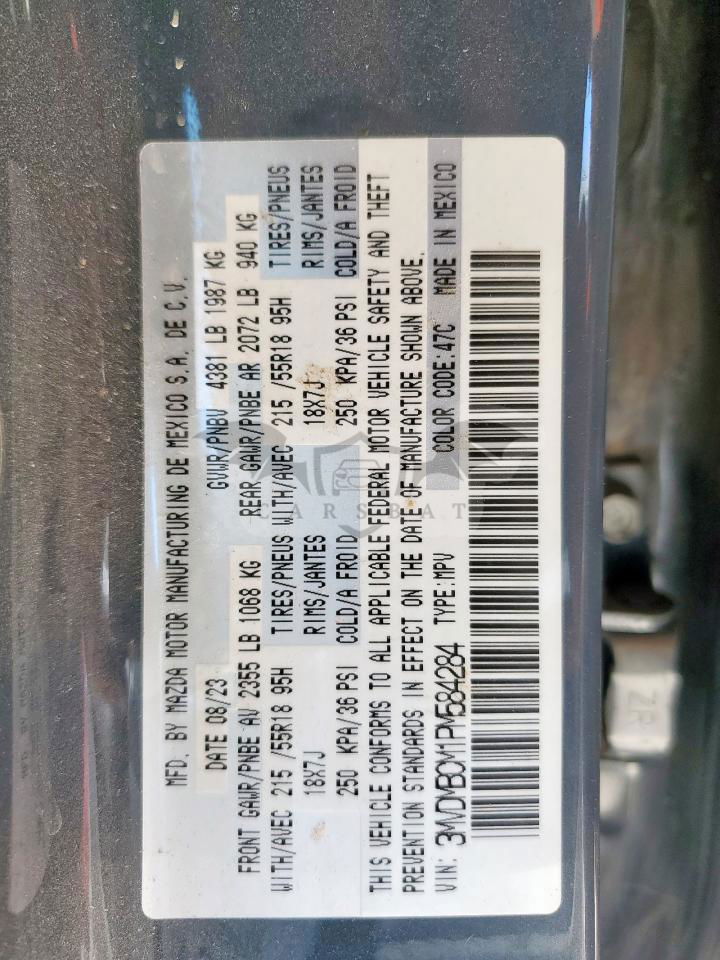 MFD. BY MAZDA MOTOR MANUFACTURING DE MEXICO S.A. DE C.V.
DATE 08/23 GVWR/PNBV 4381 LB 1987 KG
FRONT GAWR/PNBE AV 2355 LB 1068 KG REAR GAWR/PNBE AR 2072 LB 940 KG
WITH/AVEC 215 /55R18 95H TIRES/PNEUS WITH/AVEC 215 /55R18 95H TIRES/PNEUS
18X7J RIMS/JANTES 18X7J RIMS/JANTES
250 KPA/36 PSI COLD/A FROID 250 KPA/36 PSI COLD/A FROID
THIS VEHICLE CONFORMS TO ALL APPLICABLE FEDERAL MOTOR VEHICLE SAFETY AND THEFT
PREVENTION STANDARDS IN EFFECT ON THE DATE OF MANUFACTURE SHOWN ABOVE.
VIN: 3MVDMBCM1PM584284 TYPE:MPV COLOR CODE:47C MADE IN MEXICO
CARSBAT
ZR